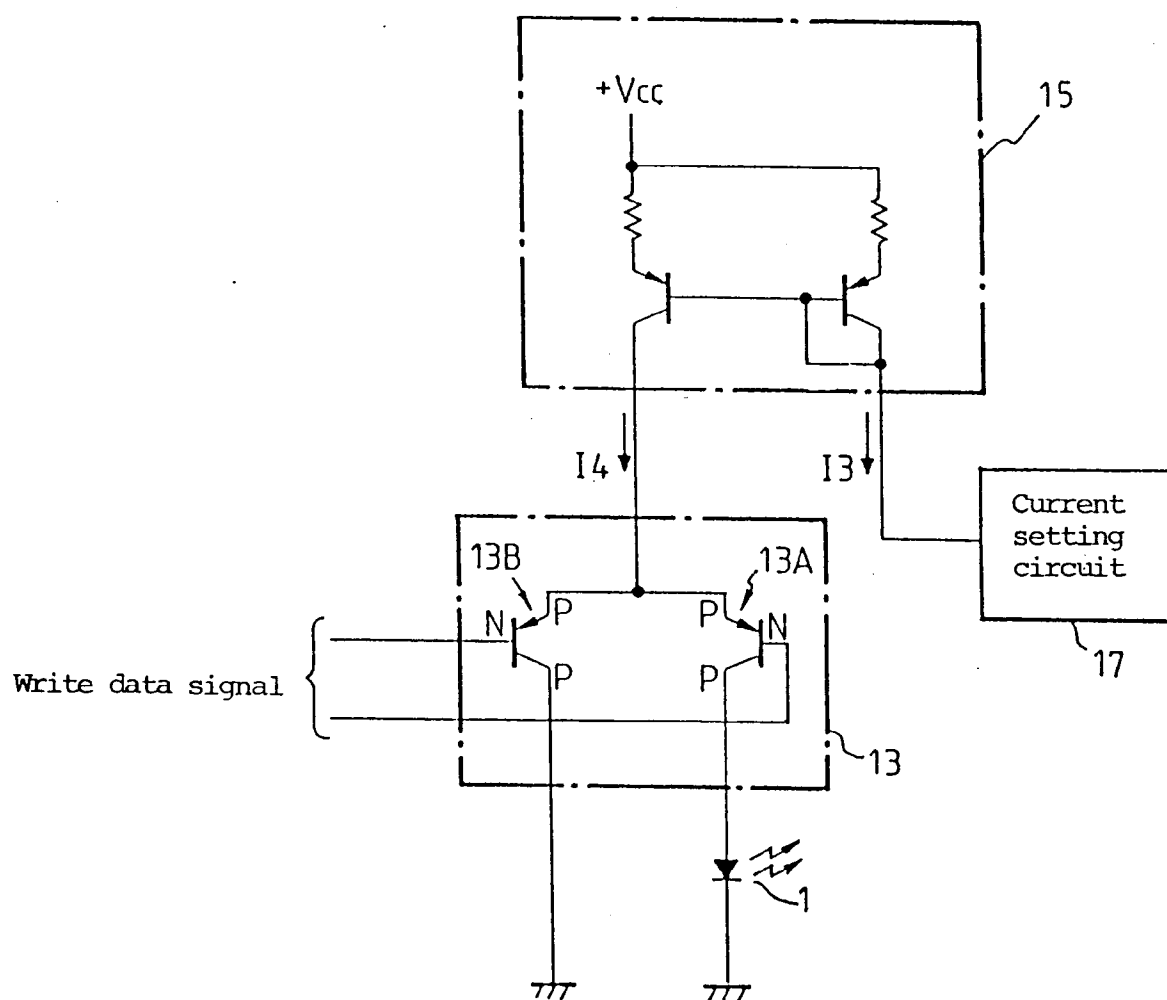 +Vcc
15
I4
I3
Current
setting
circuit
17
13B
13A
N
P
P
N
P
P
Write data signal
13
1